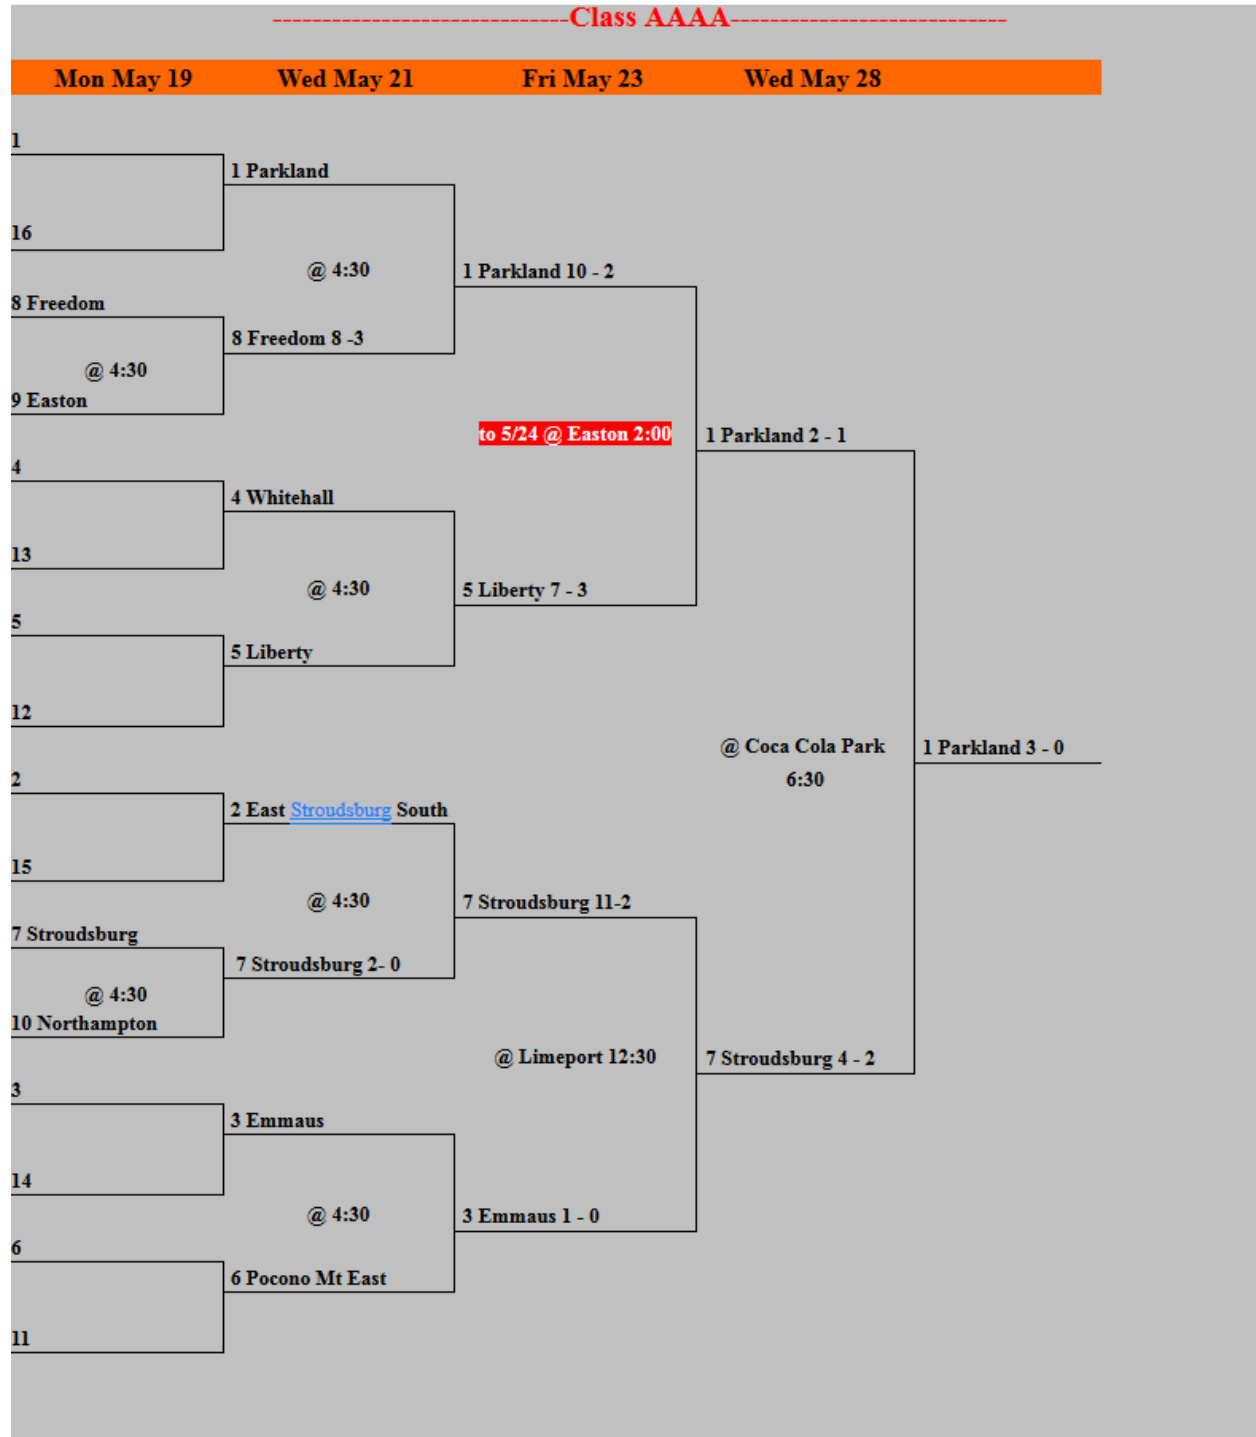 ------------------------------Class AAAA----------------------------
Mon May 19 Wed May 21 Fri May 23 Wed May 28
1
1 Parkland
16
@ 4:30
1 Parkland 10 - 2
8 Freedom
8 Freedom 8 -3
@ 4:30
9 Easton
to 5/24 @ Easton 2:00
1 Parkland 2 - 1
4
4 Whitehall
13
@ 4:30
5 Liberty 7 - 3
5
5 Liberty
12
@ Coca Cola Park
6:30
1 Parkland 3 - 0
2
2 East Stroudsburg South
15
@ 4:30
7 Stroudsburg 11-2
7 Stroudsburg
7 Stroudsburg 2- 0
@ 4:30
10 Northampton
@ Limeport 12:30
7 Stroudsburg 4 - 2
3
3 Emmaus
14
@ 4:30
3 Emmaus 1 - 0
6
6 Pocono Mt East
11